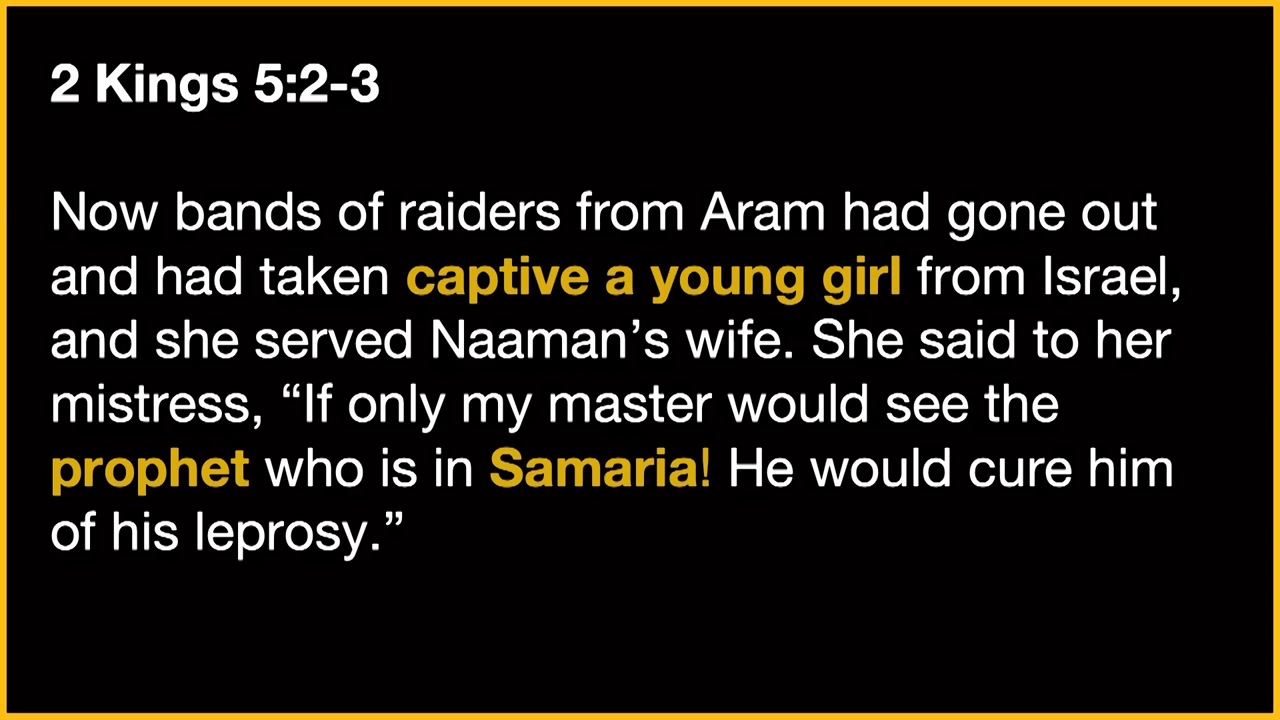 2 Kings 5:2-3
Now bands of raiders from Aram had gone out
and had taken captive a young girl from Israel,
and she served Naaman’s wife. She said to her
mistress, “If only my master would see the
prophet who is in Samaria! He would cure him
of his leprosy.”